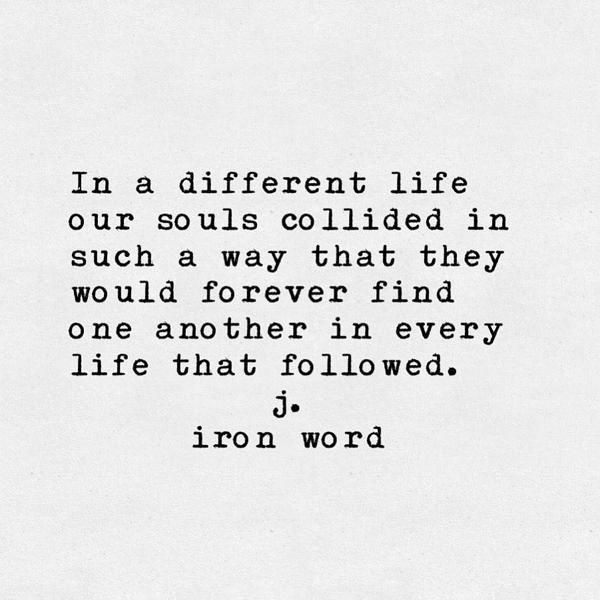 In a different life
our souls collided in
such a way that they
would forever find
one another in every
life that followed.
j.
iron word